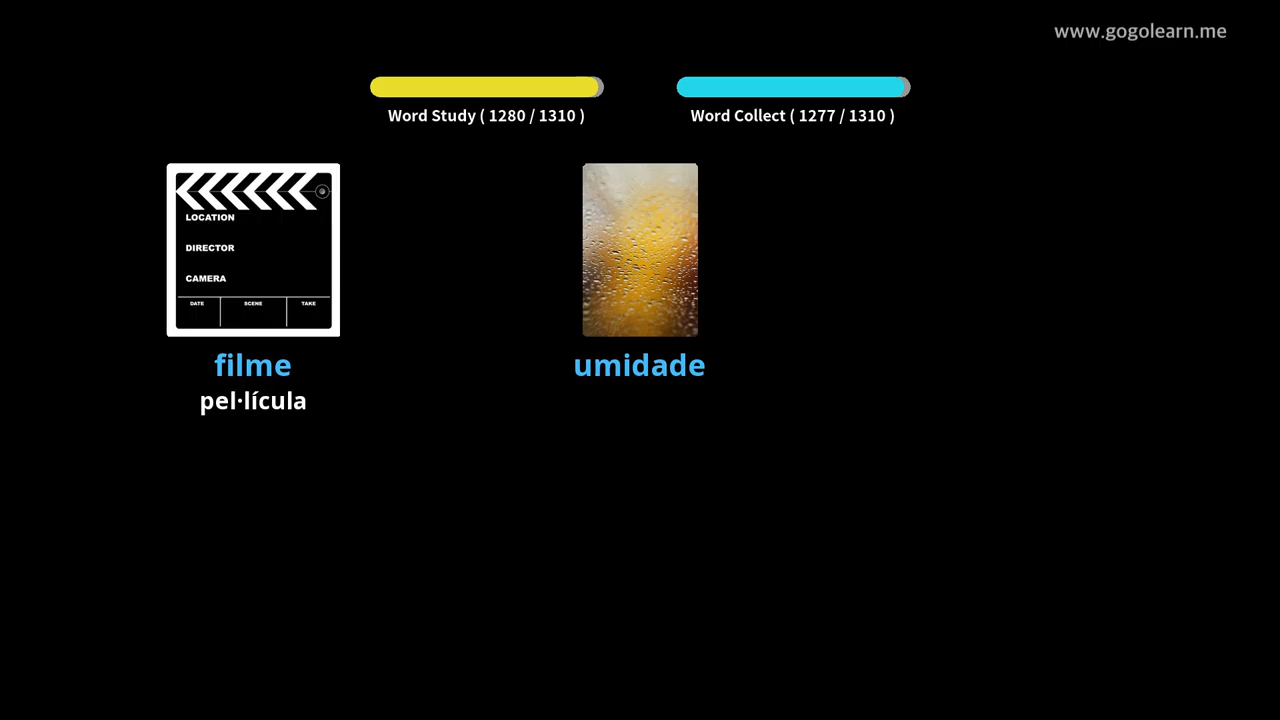 www.gogolearn.me
Word Study ( 1280 / 1310 )
Word Collect ( 1277 / 1310 )
LOCATION
DIRECTOR
CAMERA
DATE SCENE TAKE
filme
pel·lícula
umidade